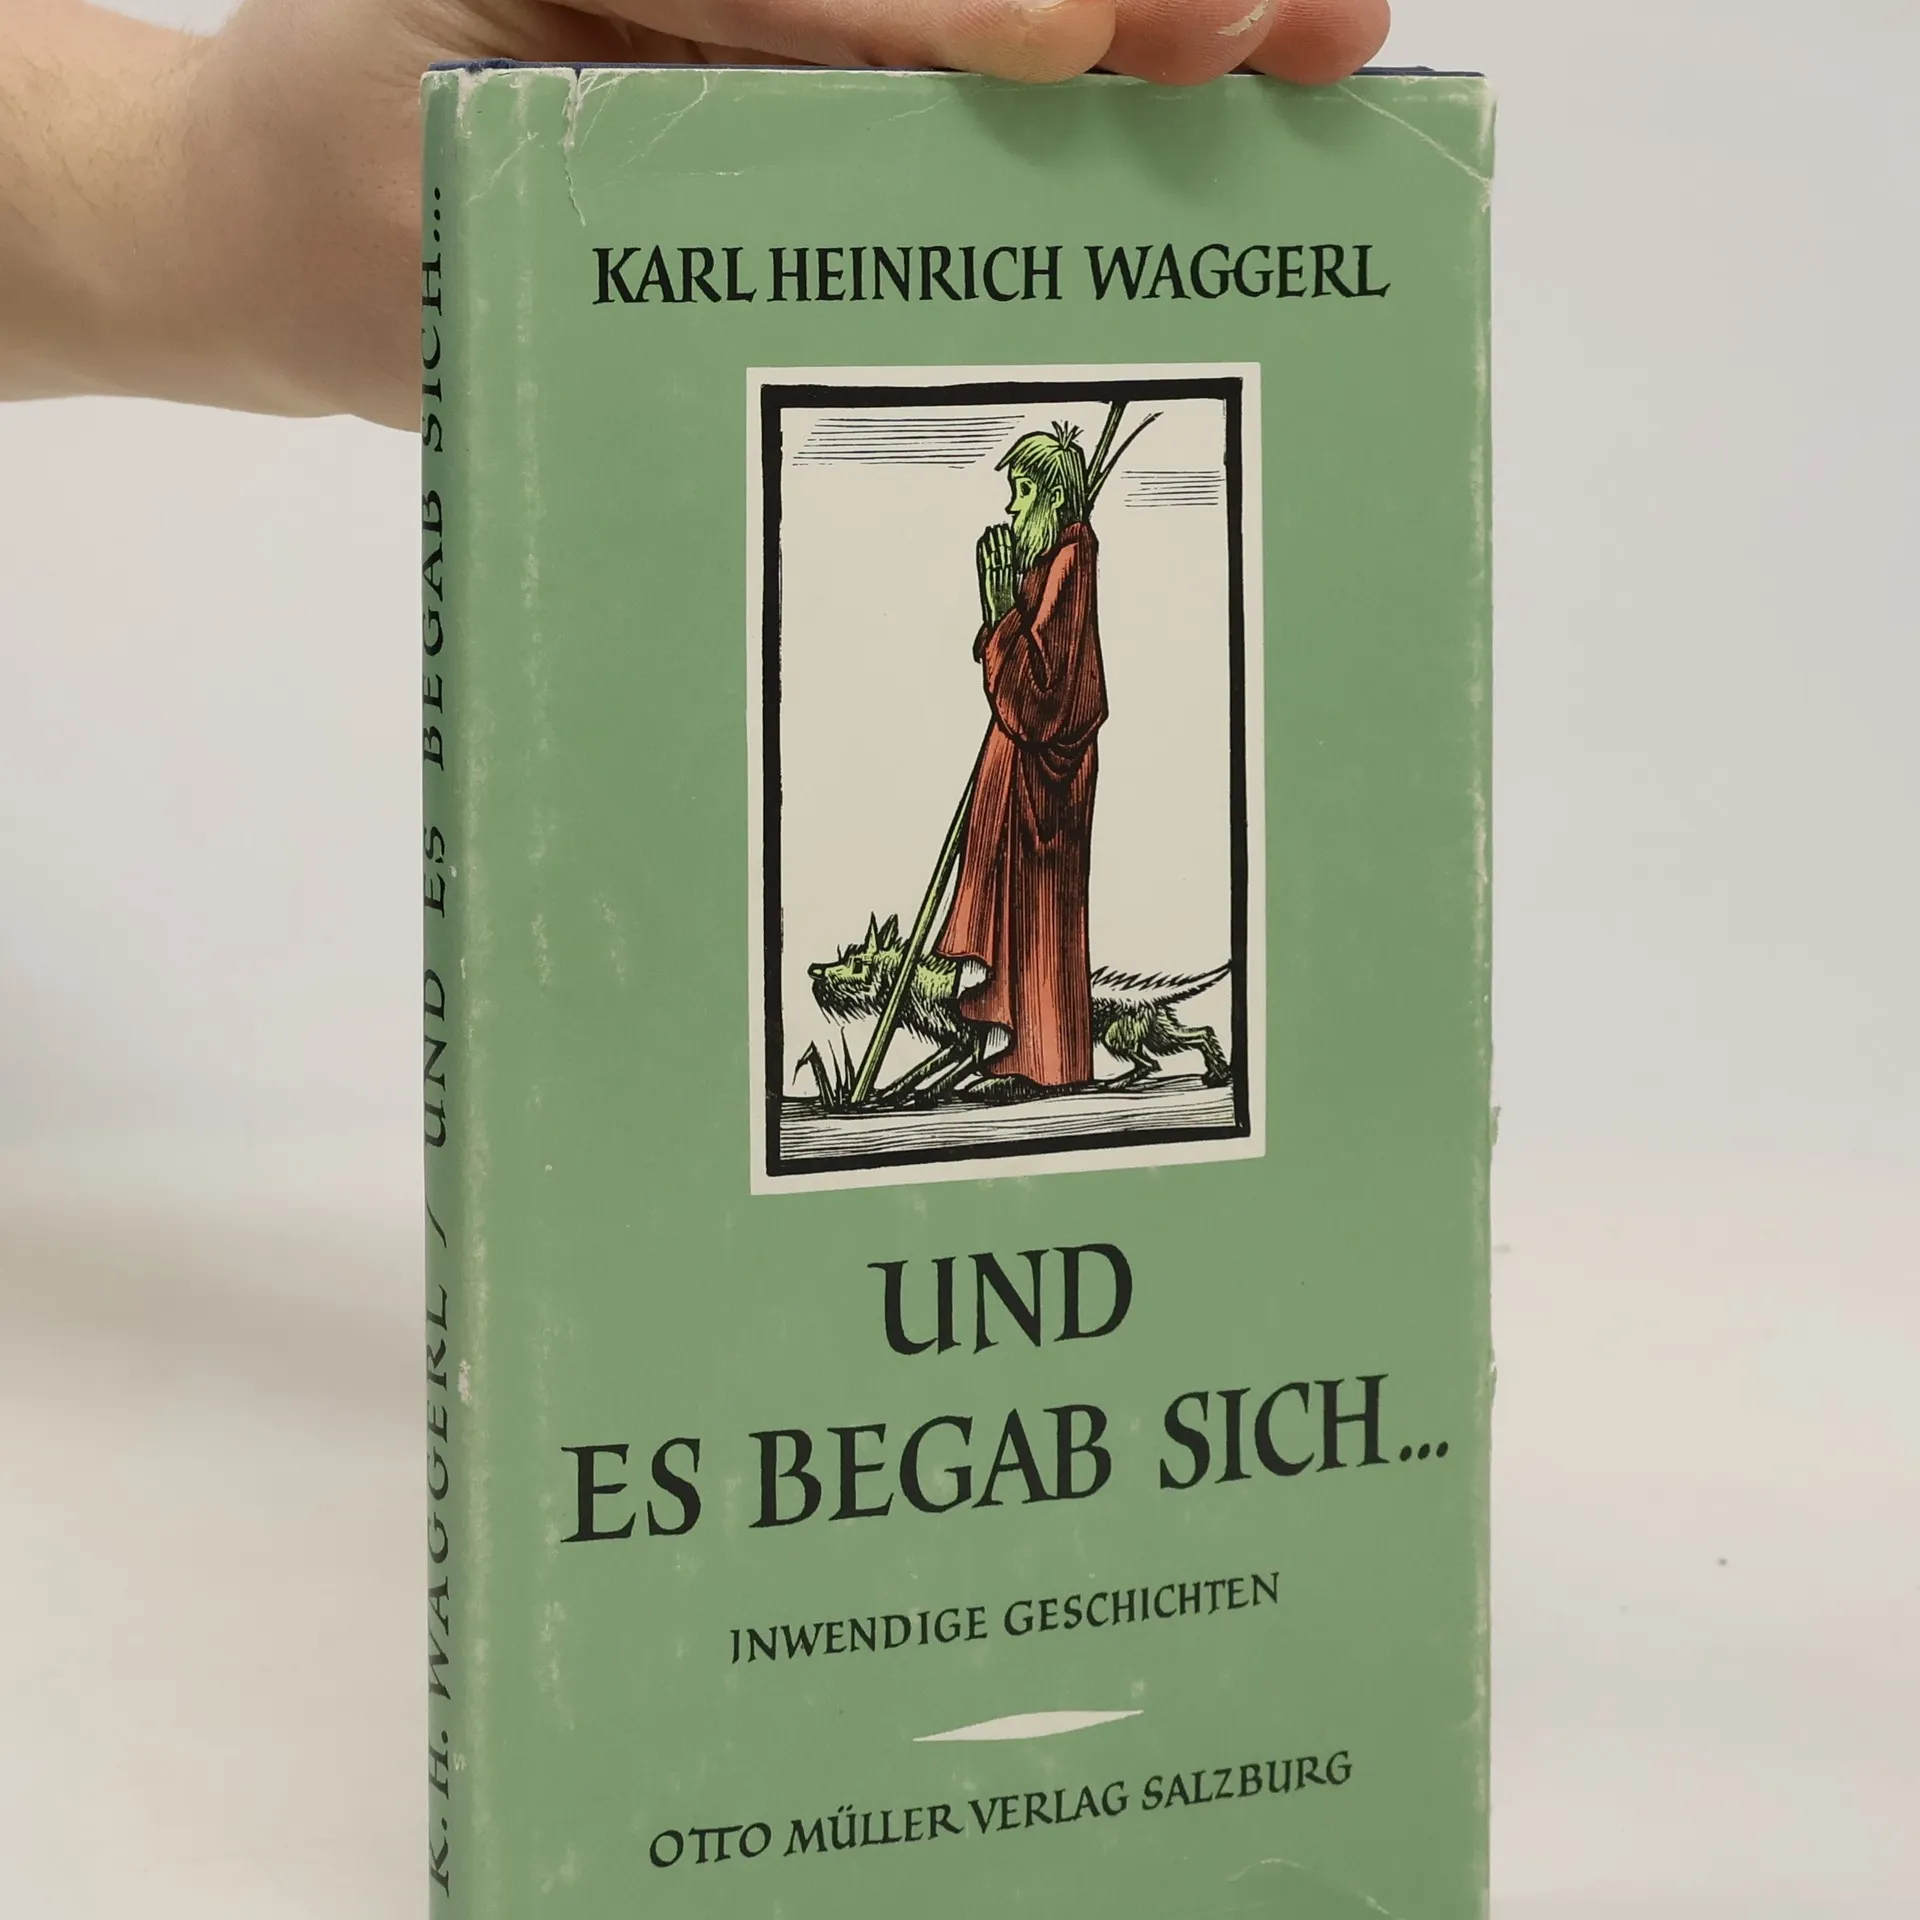 KARL HEINRICH WAGGERL
UND
ES BEGAB SICH...
INWENDIGE GESCHICHTEN
OTTO MÜLLER VERLAG SALZBURG
K. H. WAGGERL / UND ES BEGAB SICH...